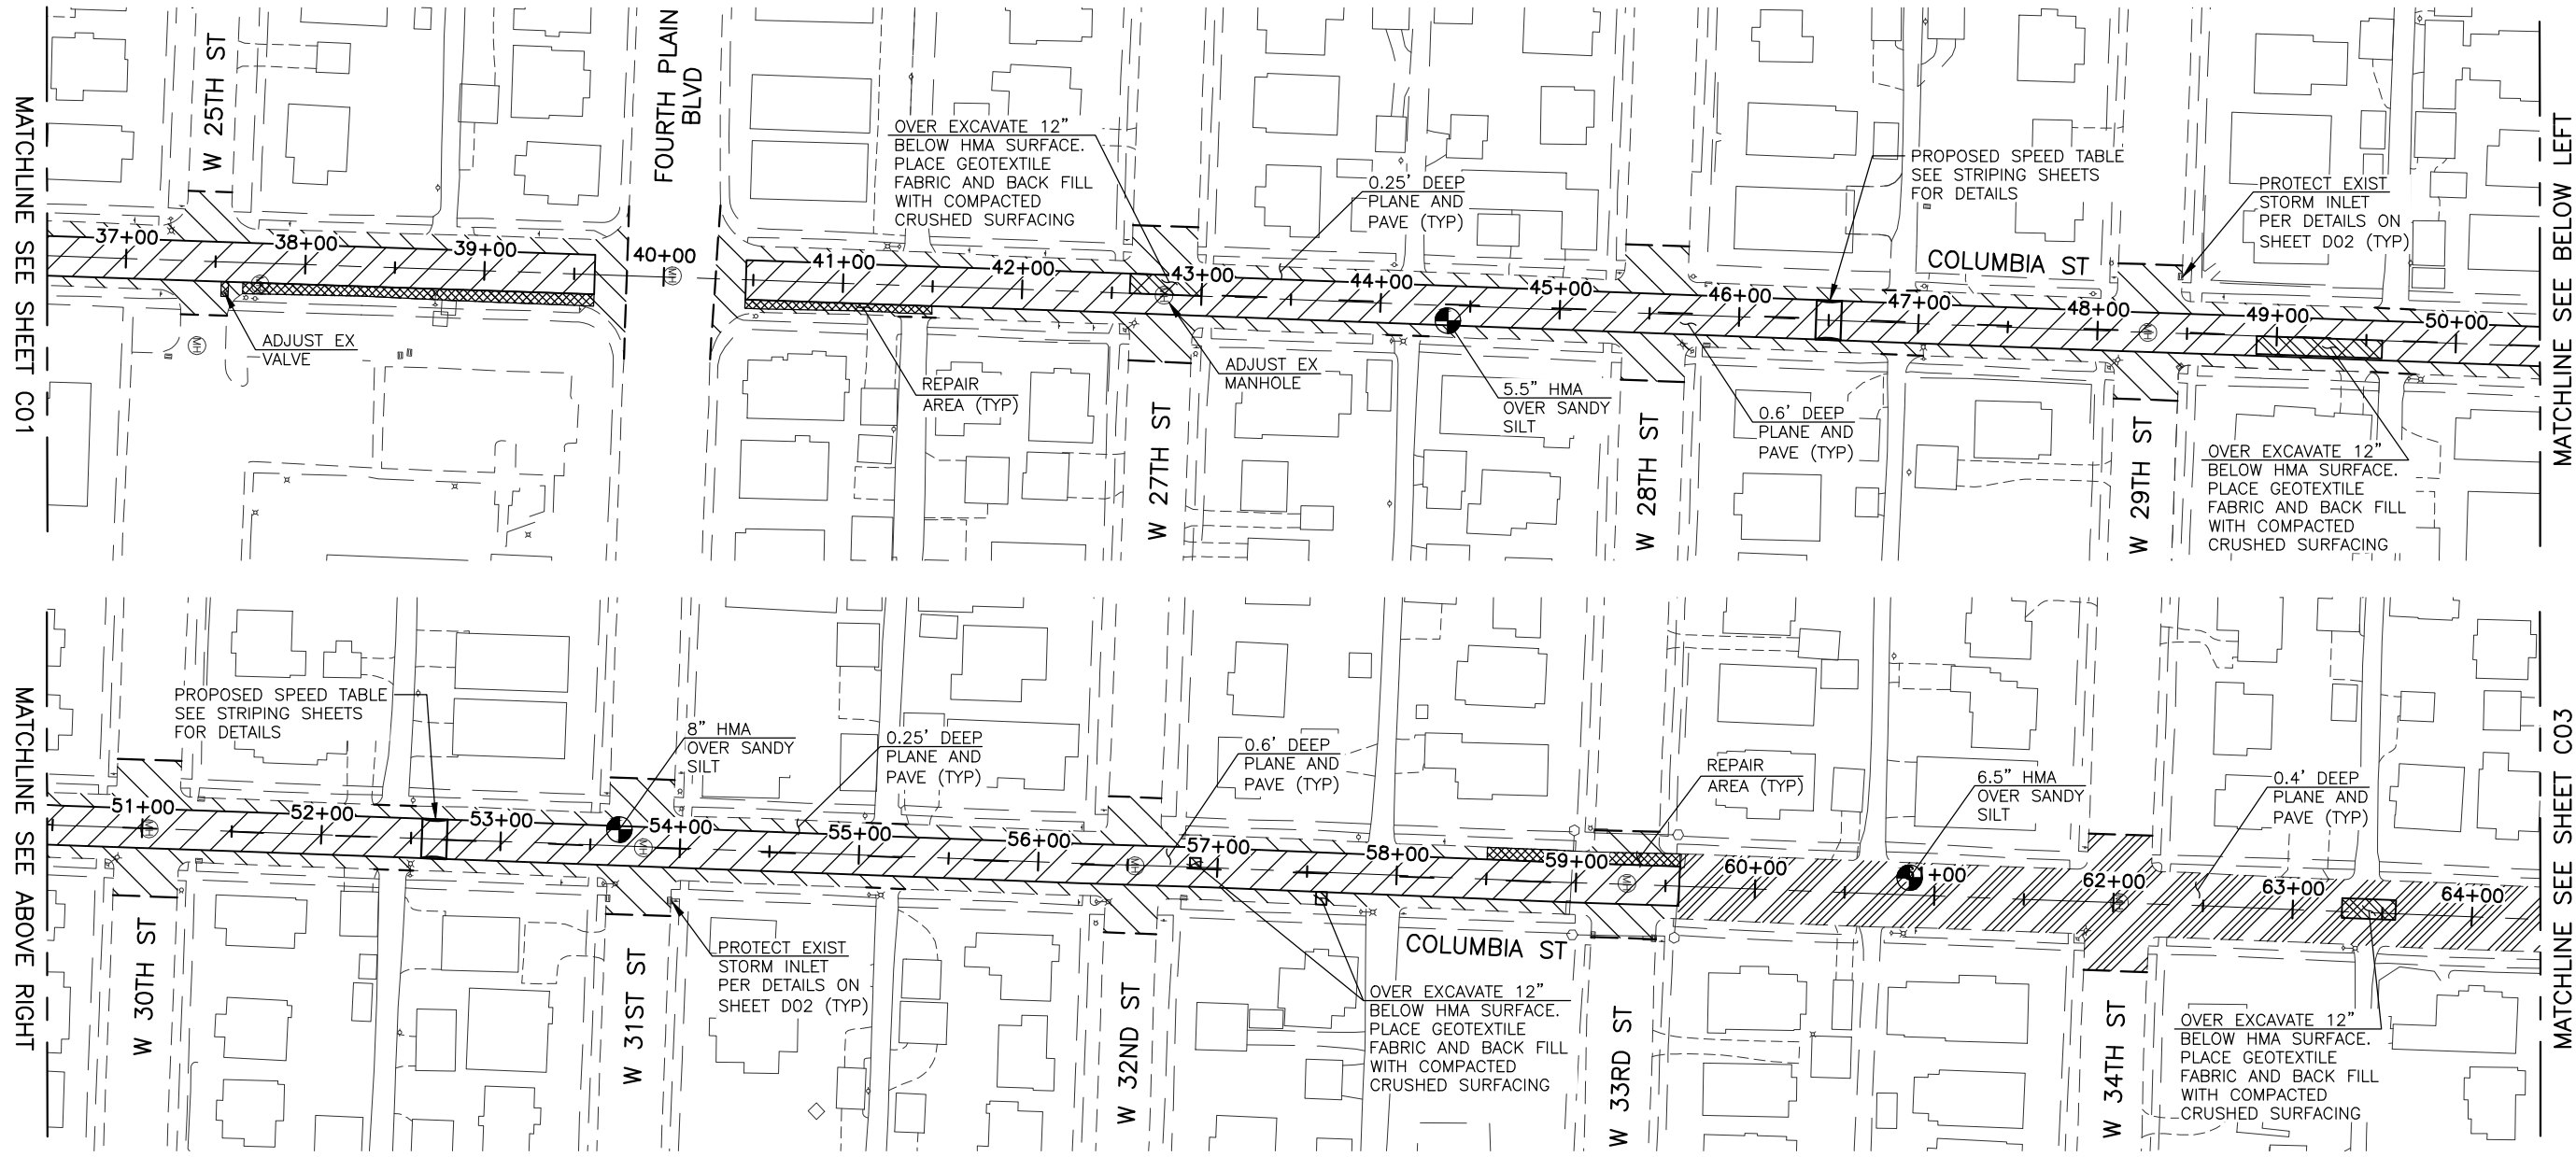 MATCHLINE SEE SHEET C01
W 25TH ST
FOURTH PLAIN
BLVD
37+00
38+00
39+00
40+00
41+00
42+00
43+00
44+00
45+00
46+00
47+00
48+00
49+00
50+00
MH
MH
MH
MH
MH
ADJUST EX
VALVE
OVER EXCAVATE 12"
BELOW HMA SURFACE.
PLACE GEOTEXTILE
FABRIC AND BACK FILL
WITH COMPACTED
CRUSHED SURFACING
REPAIR
AREA (TYP)
W 27TH ST
ADJUST EX
MANHOLE
0.25' DEEP
PLANE AND
PAVE (TYP)
5.5" HMA
OVER SANDY
SILT
W 28TH ST
0.6' DEEP
PLANE AND
PAVE (TYP)
PROPOSED SPEED TABLE
SEE STRIPING SHEETS
FOR DETAILS
COLUMBIA ST
W 29TH ST
PROTECT EXIST
STORM INLET
PER DETAILS ON
SHEET D02 (TYP)
OVER EXCAVATE 12"
BELOW HMA SURFACE.
PLACE GEOTEXTILE
FABRIC AND BACK FILL
WITH COMPACTED
CRUSHED SURFACING
MATCHLINE SEE BELOW LEFT
MATCHLINE SEE ABOVE RIGHT
51+00
52+00
53+00
54+00
55+00
56+00
57+00
58+00
59+00
60+00
1+00
62+00
63+00
64+00
MH
MH
MH
MH
MH
W 30TH ST
PROPOSED SPEED TABLE
SEE STRIPING SHEETS
FOR DETAILS
W 31ST ST
8" HMA
OVER SANDY
SILT
PROTECT EXIST
STORM INLET
PER DETAILS ON
SHEET D02 (TYP)
0.25' DEEP
PLANE AND
PAVE (TYP)
W 32ND ST
0.6' DEEP
PLANE AND
PAVE (TYP)
OVER EXCAVATE 12"
BELOW HMA SURFACE.
PLACE GEOTEXTILE
FABRIC AND BACK FILL
WITH COMPACTED
CRUSHED SURFACING
COLUMBIA ST
W 33RD ST
REPAIR
AREA (TYP)
6.5" HMA
OVER SANDY
SILT
W 34TH ST
0.4' DEEP
PLANE AND
PAVE (TYP)
OVER EXCAVATE 12"
BELOW HMA SURFACE.
PLACE GEOTEXTILE
FABRIC AND BACK FILL
WITH COMPACTED
CRUSHED SURFACING
MATCHLINE SEE SHEET C03